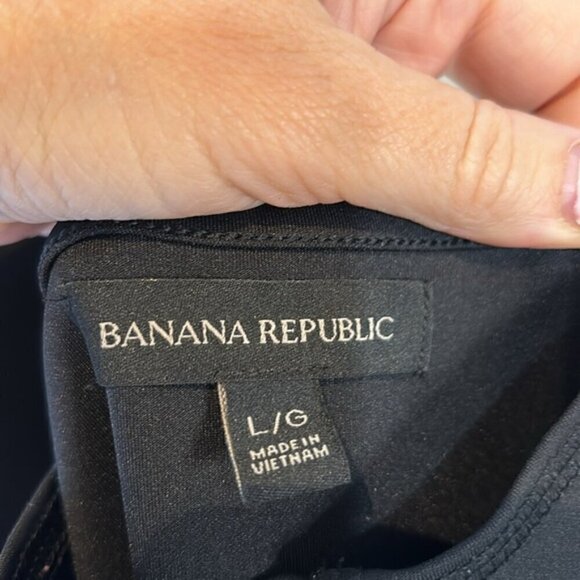 BANANA REPUBLIC
L/G
MADE IN
VIETNAM